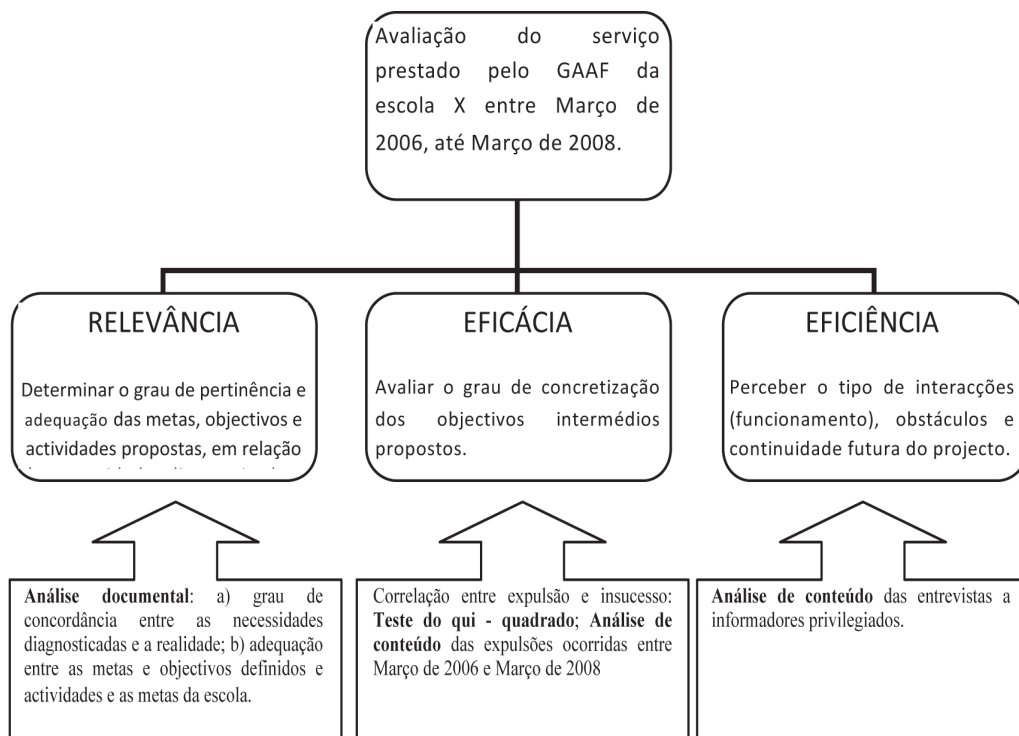 Avaliação do serviço
prestado pelo GAAF da
escola X entre Março de
2006, até Março de 2008.
RELEVÂNCIA
Determinar o grau de pertinência e
adequação das metas, objectivos e
actividades propostas, em relação
EFICÁCIA
Avaliar o grau de concretização
dos objectivos intermédios
propostos.
EFICIÊNCIA
Perceber o tipo de interacções
(funcionamento), obstáculos e
continuidade futura do projecto.
Análise documental: a) grau de
concordância entre as necessidades
diagnosticadas e a realidade; b) adequação
entre as metas e objectivos definidos e
actividades e as metas da escola.
Correlação entre expulsão e insucesso:
Teste do qui - quadrado; Análise de
conteúdo das expulsões ocorridas entre
Março de 2006 e Março de 2008
Análise de conteúdo das entrevistas a
informadores privilegiados.